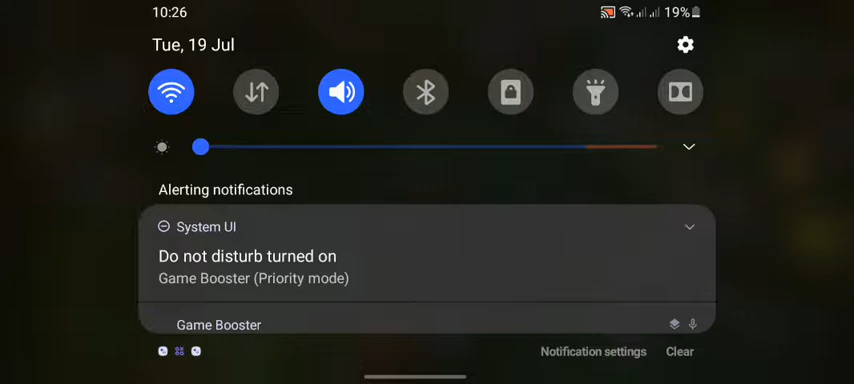 10:26
19%
Tue, 19 Jul
Alerting notifications
System UI
Do not disturb turned on
Game Booster (Priority mode)
Game Booster
Notification settings
Clear